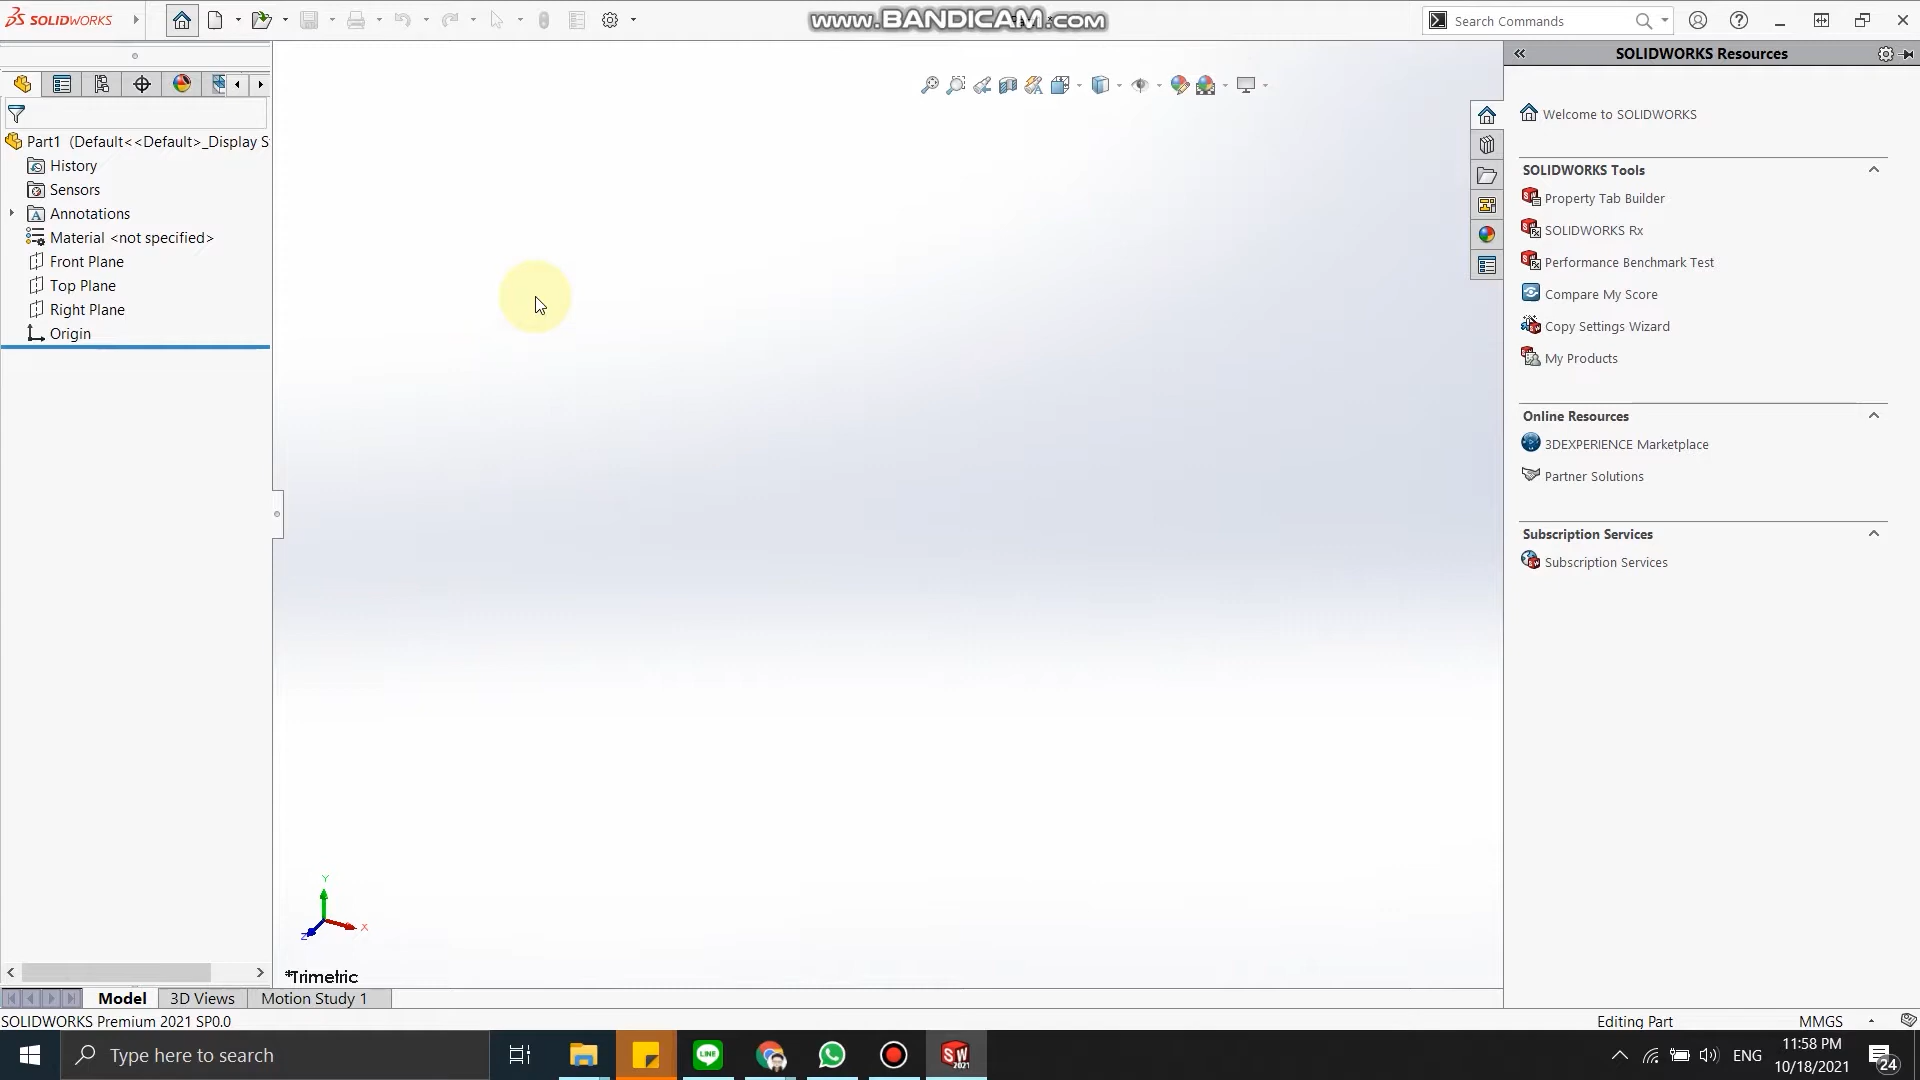 SOLIDWORKS
www.BANDICAM.com
Search Commands
SOLIDWORKS Resources
Part1 (Default<<Default>_Display S
History
Sensors
Annotations
Material <not specified>
Front Plane
Top Plane
Right Plane
Origin
Welcome to SOLIDWORKS
SOLIDWORKS Tools
Property Tab Builder
SOLIDWORKS Rx
Performance Benchmark Test
Compare My Score
Copy Settings Wizard
My Products
Online Resources
3DEXPERIENCE Marketplace
Partner Solutions
Subscription Services
Subscription Services
Y
X
Z
*Trimetric
Model
3D Views
Motion Study 1
SOLIDWORKS Premium 2021 SP0.0
Editing Part
MMGS
Type here to search
LINE
SW
2021
ENG
11:58 PM
10/18/2021
24